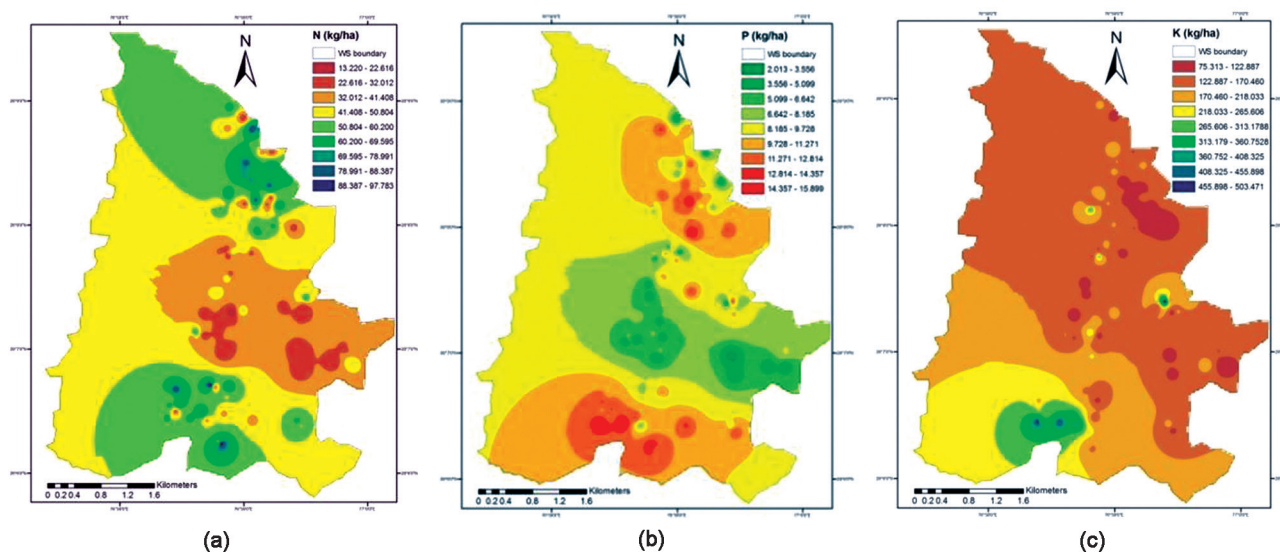 N (kg/ha)
WS boundary
13.220 - 22.616
22.616 - 32.012
32.012 - 41.408
41.408 - 50.804
50.804 - 60.200
60.200 - 69.595
69.595 - 78.991
78.991 - 88.387
88.387 - 97.783
N
Kilometers
0 0.2 0.4 0.8 1.2 1.6
(a)
P (kg/ha)
WS boundary
2.013 - 3.556
3.556 - 5.099
5.099 - 6.642
6.642 - 8.185
8.185 - 9.728
9.728 - 11.271
11.271 - 12.814
12.814 - 14.357
14.357 - 15.899
N
Kilometers
0 0.2 0.4 0.8 1.2 1.6
(b)
K (kg/ha)
WS boundary
75.313 - 122.887
122.887 - 170.460
170.460 - 218.033
218.033 - 265.606
265.606 - 313.1788
313.179 - 360.7528
360.752 - 408.325
408.325 - 455.898
455.898 - 503.471
N
Kilometers
0 0.2 0.4 0.8 1.2 1.6
(c)